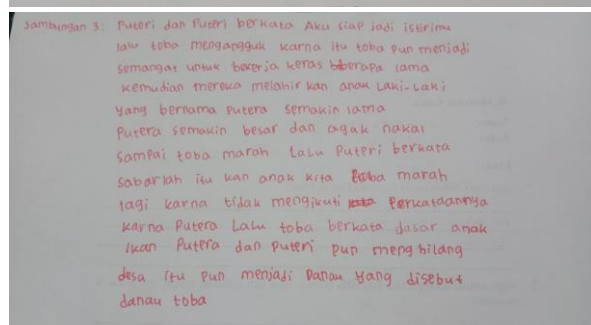 Sambungan 3: Puteri dan Puteri berkata Aku siap jadi istirimu
lalu toba mengangguk karna itu toba pun menjadi
semangat untuk bekerja keras beberapa lama
kemudian mereka melahir kan anak Laki-Laki
yang bernama Putera semakin lama
Putera semakin besar dan agak nakal
sampai toba marah Lalu Puteri berkata
sabarlah itu kan anak kita toba marah
lagi karna tidak mengikuti Perkataannya
karna Putera Lalu toba berkata dasar anak
ikan Putera dan Puteri pun menghilang
desa itu pun menjadi Danau yang disebut
danau toba